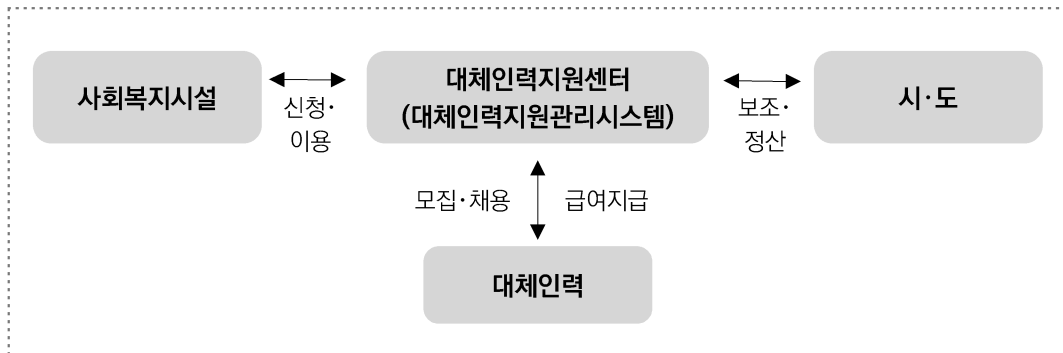 사회복지시설
신청·
이용
대체인력지원센터
(대체인력지원관리시스템)
보조·
정산
시·도
모집·채용
급여지급
대체인력